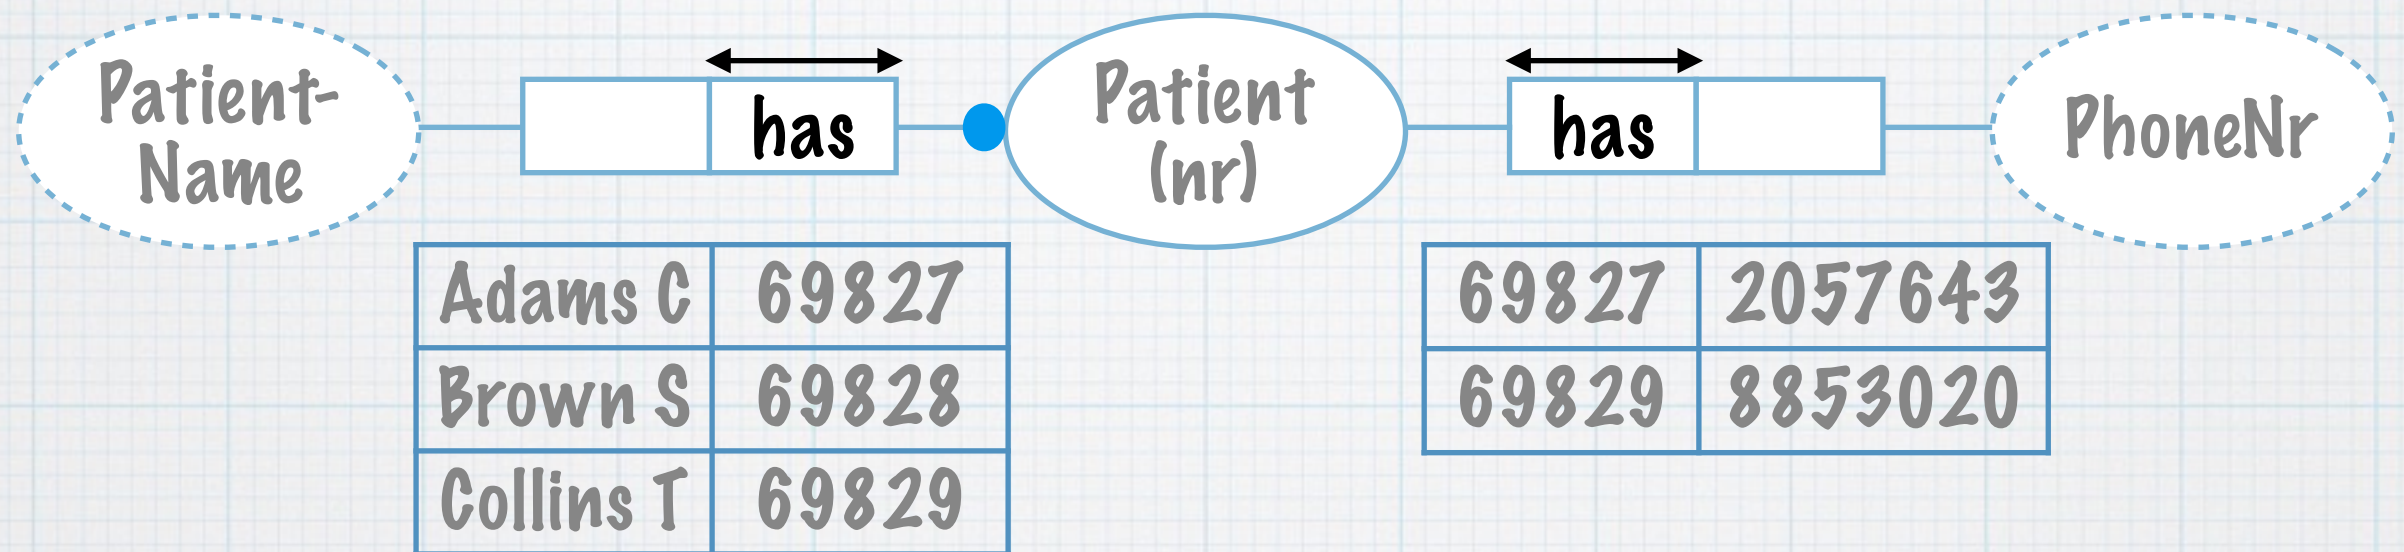 Patient-
Name
has
Patient
(nr)
has
PhoneNr
Adams C 69827
Brown S 69828
Collins T 69829
69827 2057643
69829 8853020